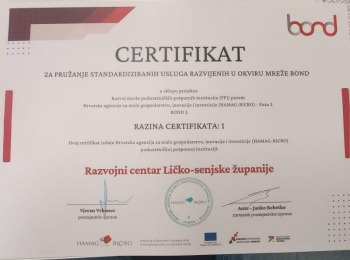 bond
CERTIFIKAT
ZA PRUŽANJE STANDARDIZIRANIH USLUGA RAZVIJENIH U OKVIRU MREŽE BOND
u sklopu projekta:
Razvoj mreže poduzetničkih potpornih institucija (PPI) putem
Hrvatske agencije za malo gospodarstvo, inovacije i investicije (HAMAG-BICRO) - Faza 2
BOND 2
RAZINA CERTIFIKATA: 1
Ovaj certifikat izdaje Hrvatska agencija za malo gospodarstvo, inovacije i investicije (HAMAG-BICRO)
poduzetničkoj potpornoj instituciji:
Razvojni centar Ličko-senjske županije
Vjeran Vrbanec
predsjednik uprave
HAMAG BICRO
zamjenik predsjednika uprave
HAMAG BICRO